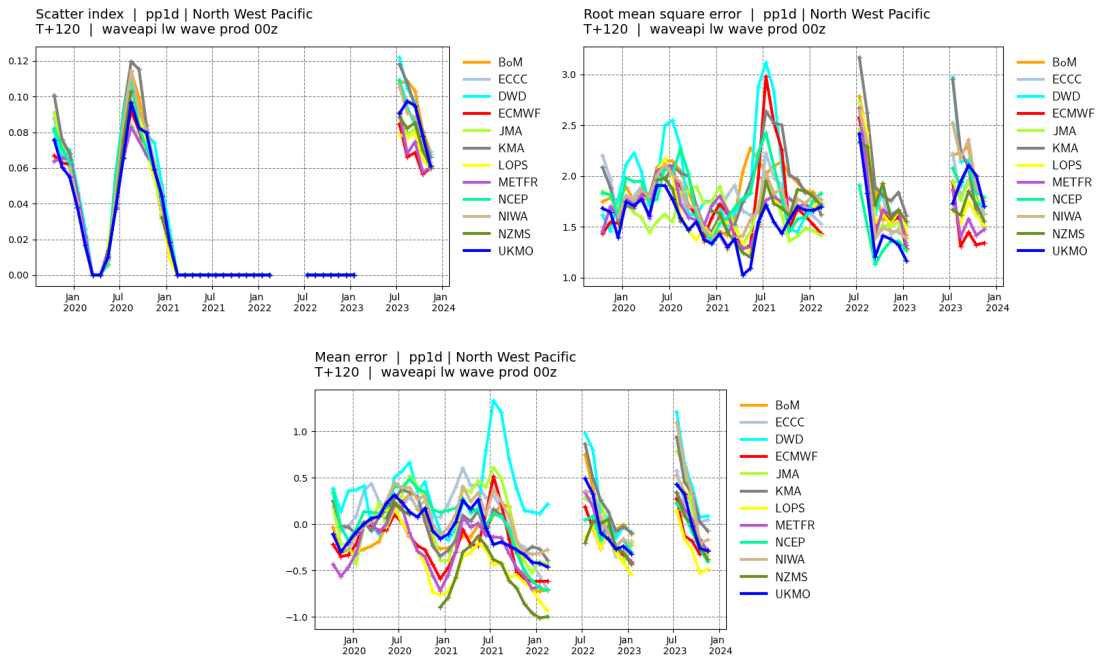 Scatter index | pp1d | North West Pacific
T+120 | waveapi lw wave prod 00z
0.12
0.10
0.08
0.06
0.04
0.02
0.00
Jan 2020
Jul 2020
Jan 2021
Jul 2021
Jan 2022
Jul 2022
Jan 2023
Jul 2023
Jan 2024
BoM
ECCC
DWD
ECMWF
JMA
KMA
LOPS
METFR
NCEP
NIWA
NZMS
UKMO
Root mean square error | pp1d | North West Pacific
T+120 | waveapi lw wave prod 00z
3.0
2.5
2.0
1.5
1.0
Jan 2020
Jul 2020
Jan 2021
Jul 2021
Jan 2022
Jul 2022
Jan 2023
Jul 2023
Jan 2024
BoM
ECCC
DWD
ECMWF
JMA
KMA
LOPS
METFR
NCEP
NIWA
NZMS
UKMO
Mean error | pp1d | North West Pacific
T+120 | waveapi lw wave prod 00z
1.0
0.5
0.0
−0.5
−1.0
Jan 2020
Jul 2020
Jan 2021
Jul 2021
Jan 2022
Jul 2022
Jan 2023
Jul 2023
Jan 2024
BoM
ECCC
DWD
ECMWF
JMA
KMA
LOPS
METFR
NCEP
NIWA
NZMS
UKMO